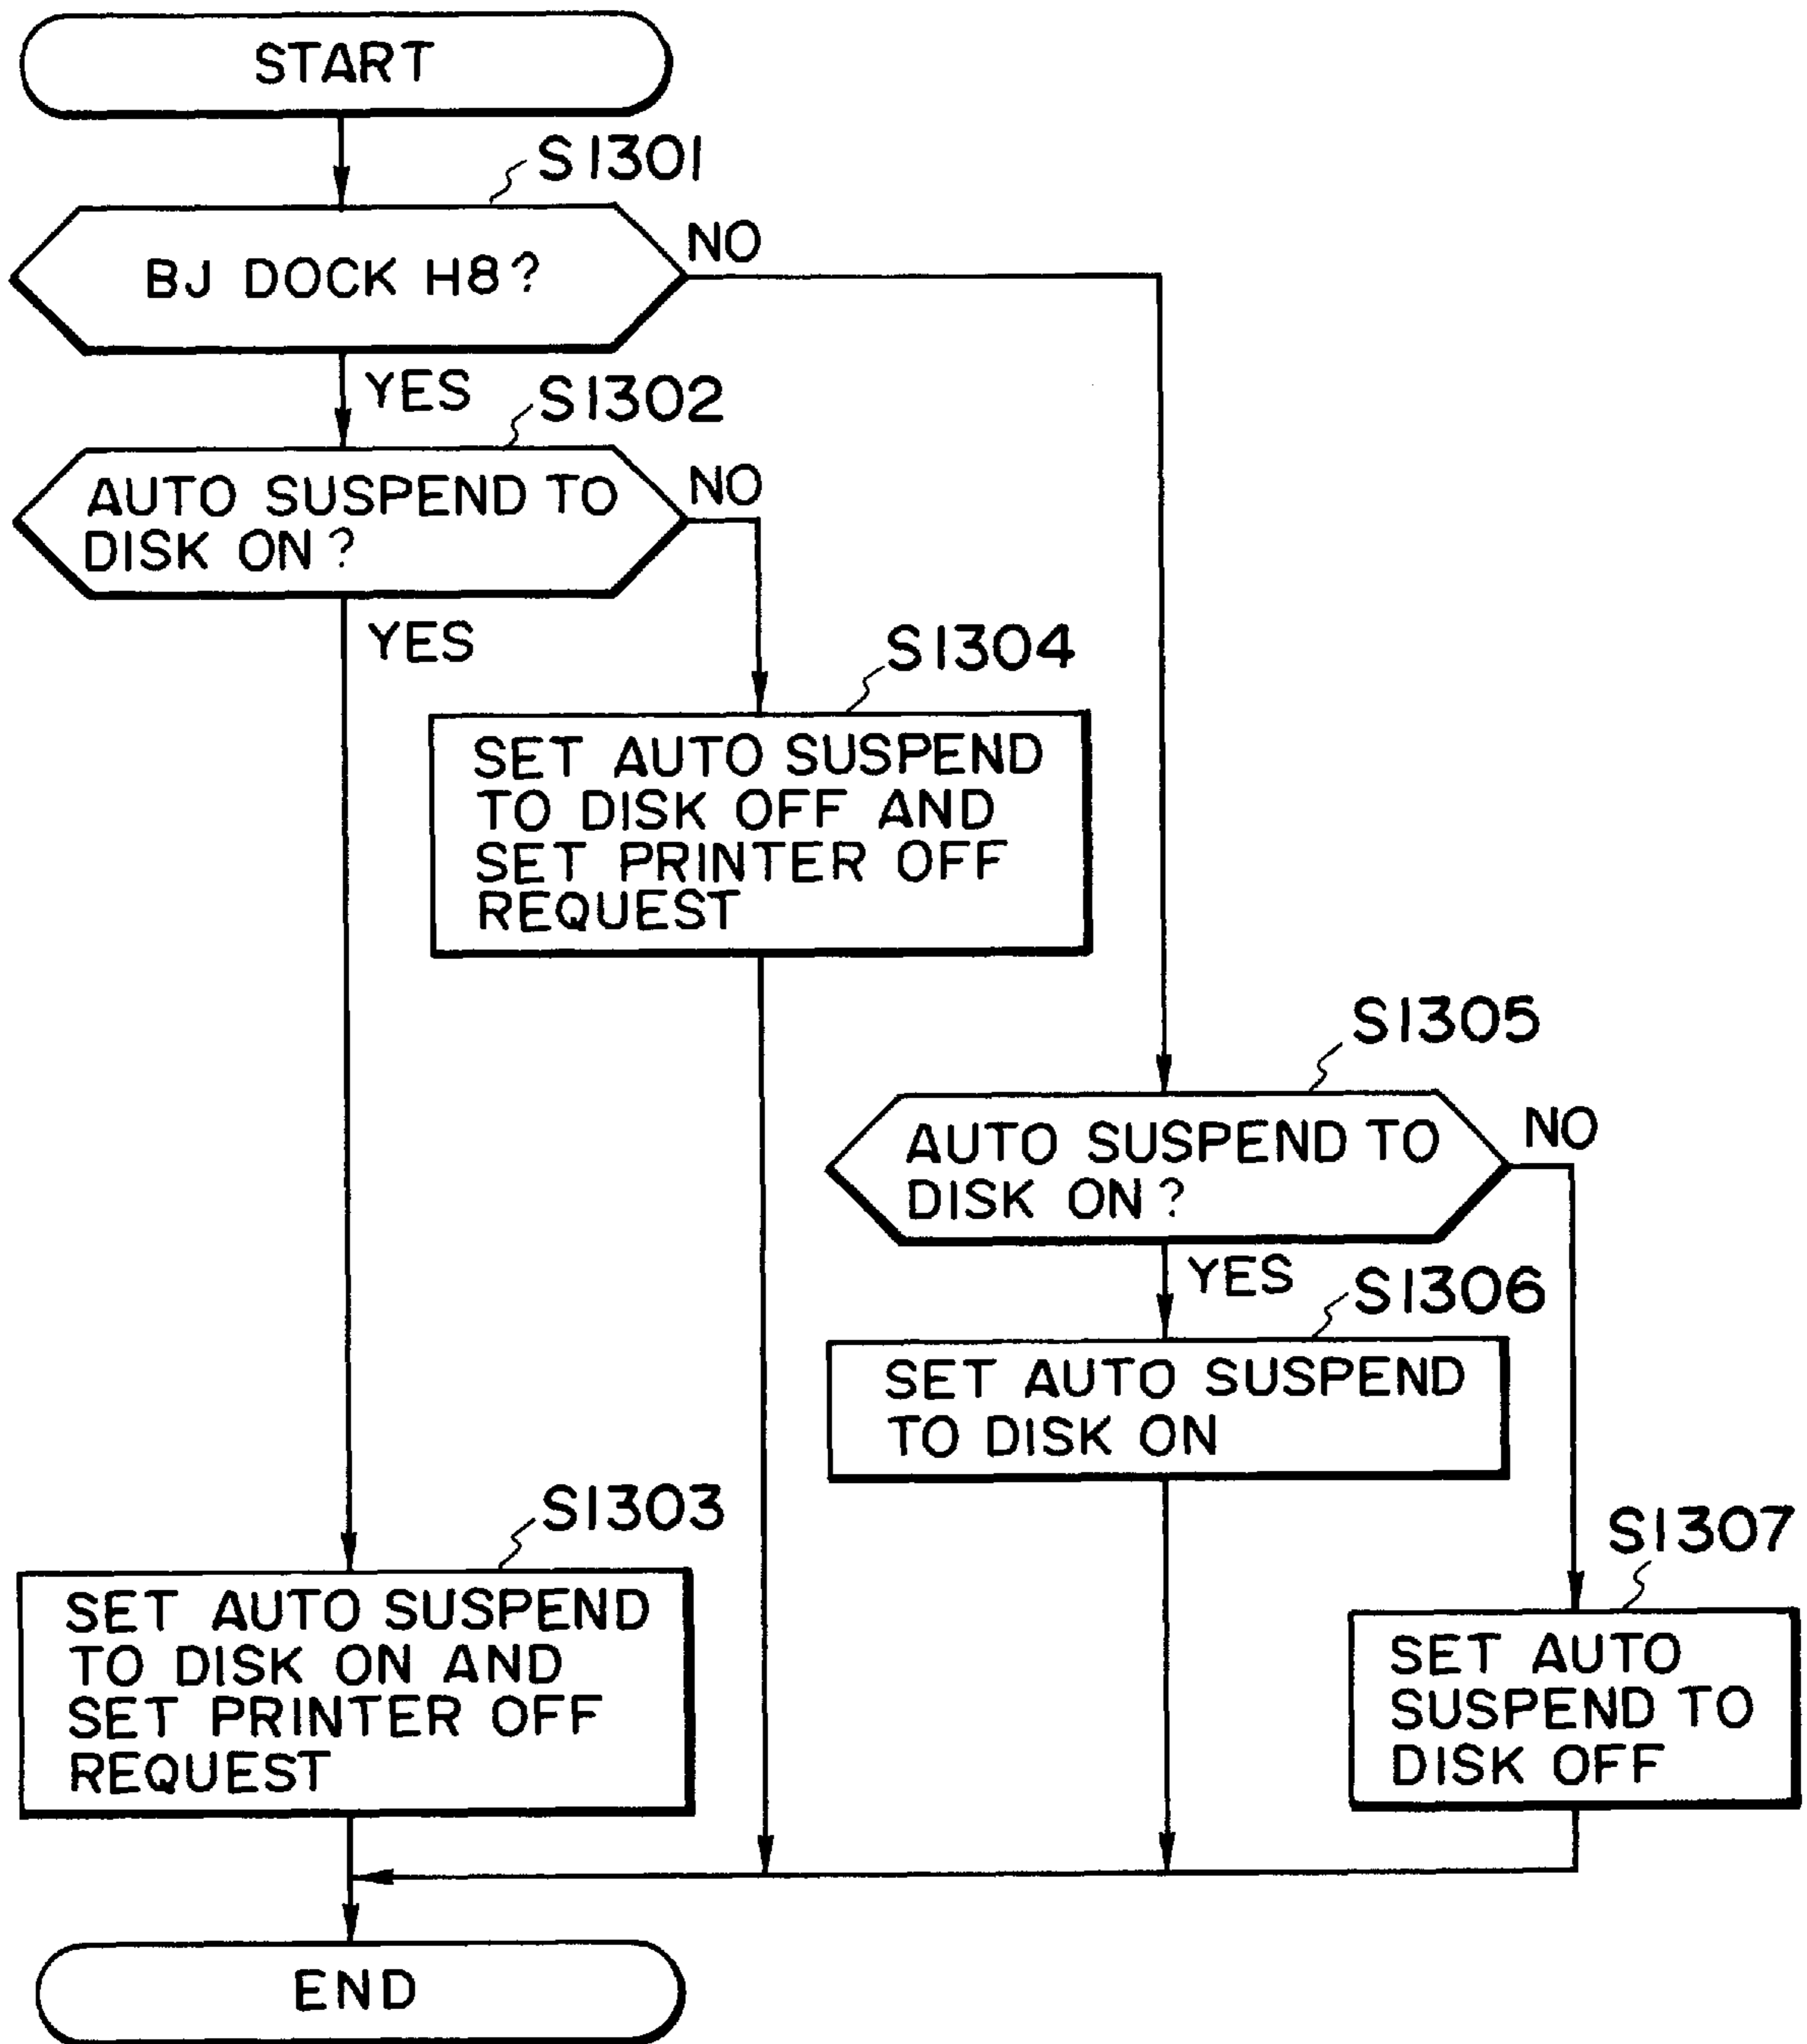 START
S1301
BJ DOCK H8?
NO
YES
S1302
AUTO SUSPEND TO
DISK ON?
NO
YES
S1304
SET AUTO SUSPEND
TO DISK OFF AND
SET PRINTER OFF
REQUEST
S1305
AUTO SUSPEND TO
DISK ON?
NO
YES
S1306
SET AUTO SUSPEND
TO DISK ON
S1303
SET AUTO SUSPEND
TO DISK ON AND
SET PRINTER OFF
REQUEST
S1307
SET AUTO
SUSPEND TO
DISK OFF
END